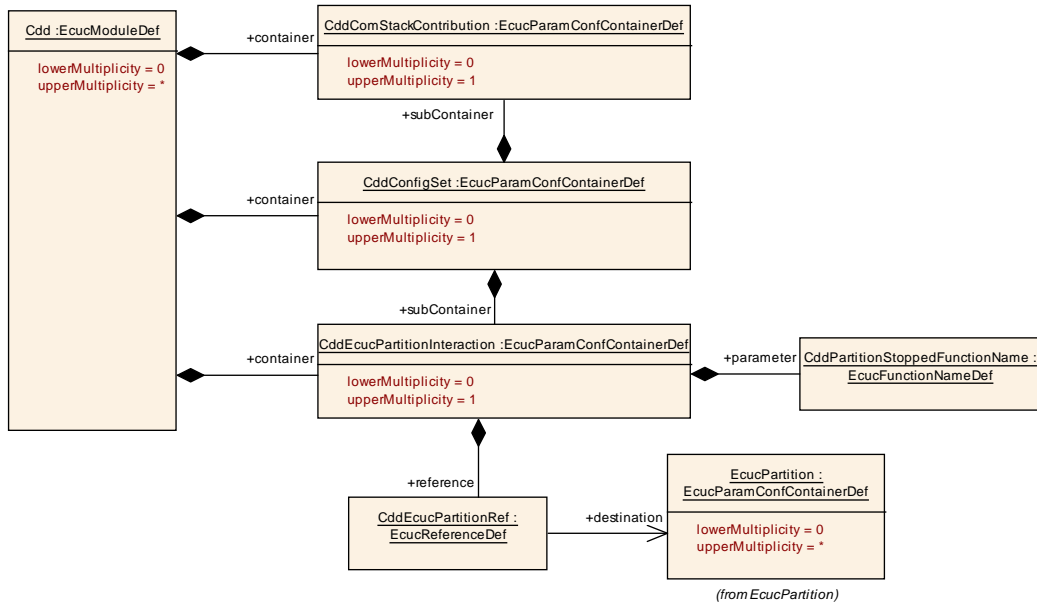 Cdd :EcucModuleDef
lowerMultiplicity = 0
upperMultiplicity = *
+container
CddComStackContribution :EcucParamConfContainerDef
lowerMultiplicity = 0
upperMultiplicity = 1
+subContainer
+container
CddConfigSet :EcucParamConfContainerDef
lowerMultiplicity = 0
upperMultiplicity = 1
+subContainer
+container
CddEcucPartitionInteraction :EcucParamConfContainerDef
lowerMultiplicity = 0
upperMultiplicity = 1
+parameter
CddPartitionStoppedFunctionName :
EcucFunctionNameDef
+reference
CddEcucPartitionRef :
EcucReferenceDef
+destination
EcucPartition :
EcucParamConfContainerDef
lowerMultiplicity = 0
upperMultiplicity = *
(from EcucPartition)